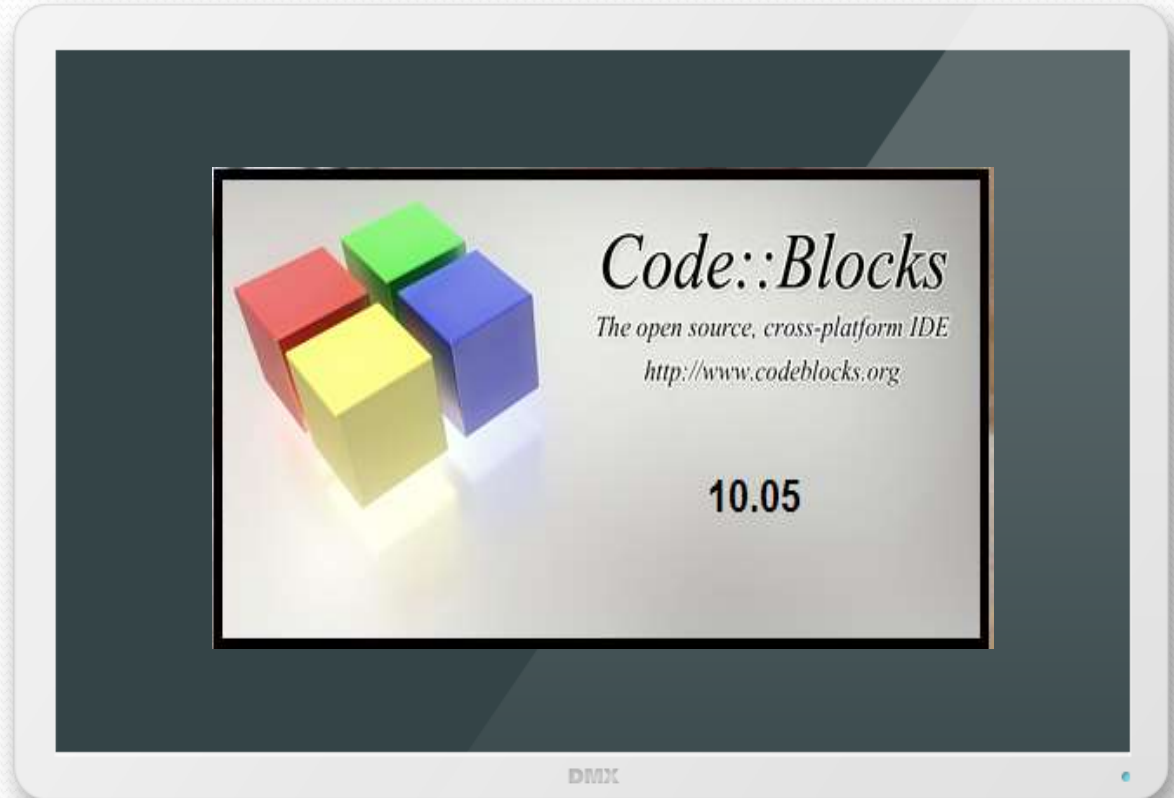 Code::Blocks
The open source, cross-platform IDE
http://www.codeblocks.org
10.05
DMX